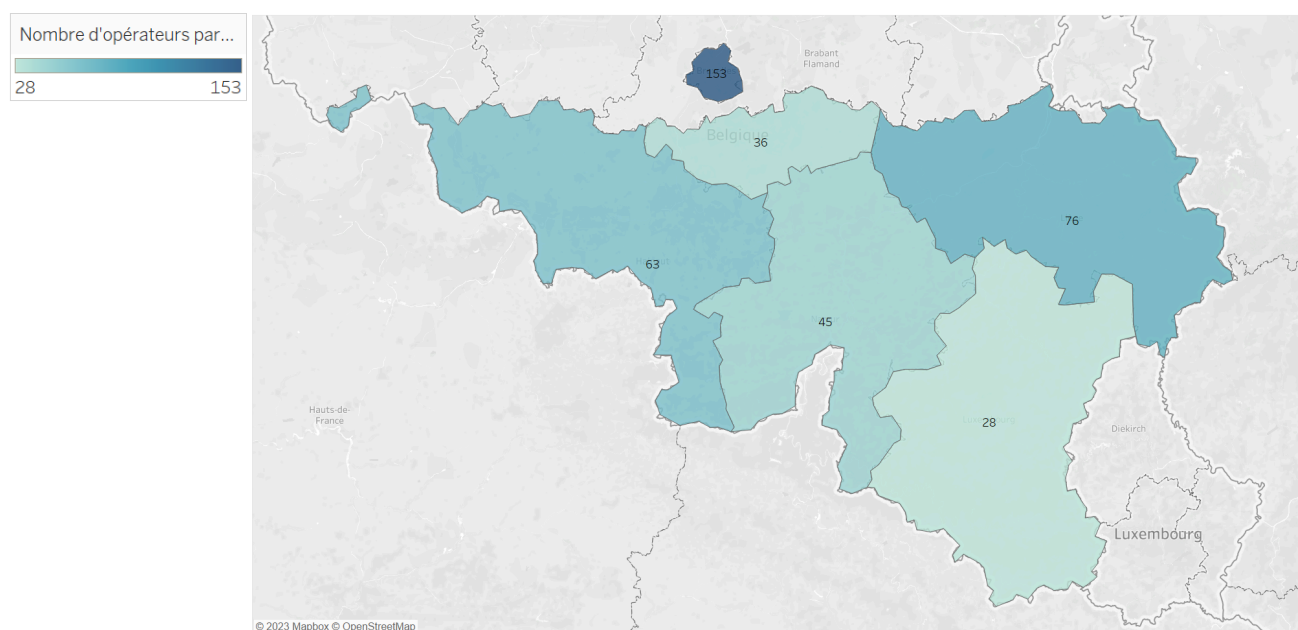 Nombre d'opérateurs par...
28 153
Brabant
Flamand
153
Belgique
36
76
63
45
Hauts-de-
France
28
Diekirch
Luxembourg
© 2023 Mapbox © OpenStreetMap